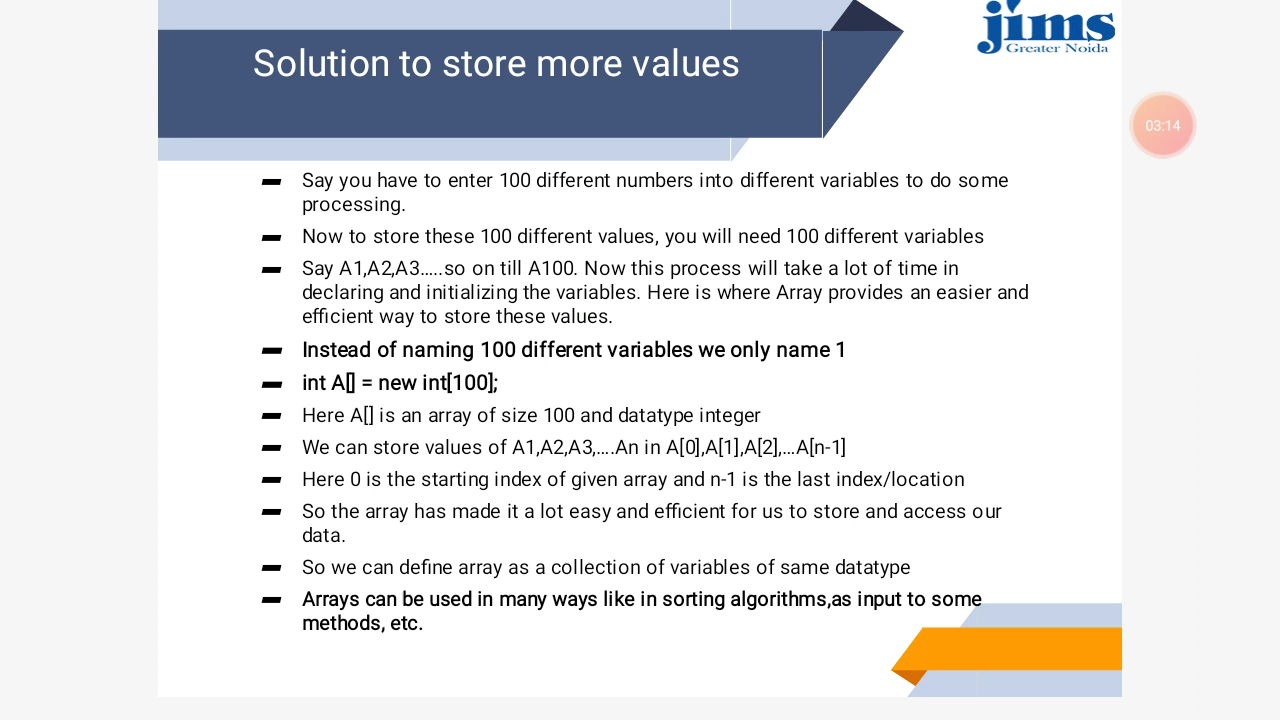 jims
Greater Noida
Solution to store more values
03:14
Say you have to enter 100 different numbers into different variables to do some
processing.
Now to store these 100 different values, you will need 100 different variables
Say A1,A2,A3.....so on till A100. Now this process will take a lot of time in
declaring and initializing the variables. Here is where Array provides an easier and
efficient way to store these values.
Instead of naming 100 different variables we only name 1
int A[] = new int[100];
Here A[] is an array of size 100 and datatype integer
We can store values of A1,A2,A3,....An in A[0],A[1],A[2],...A[n-1]
Here 0 is the starting index of given array and n-1 is the last index/location
So the array has made it a lot easy and efficient for us to store and access our
data.
So we can define array as a collection of variables of same datatype
Arrays can be used in many ways like in sorting algorithms,as input to some
methods, etc.